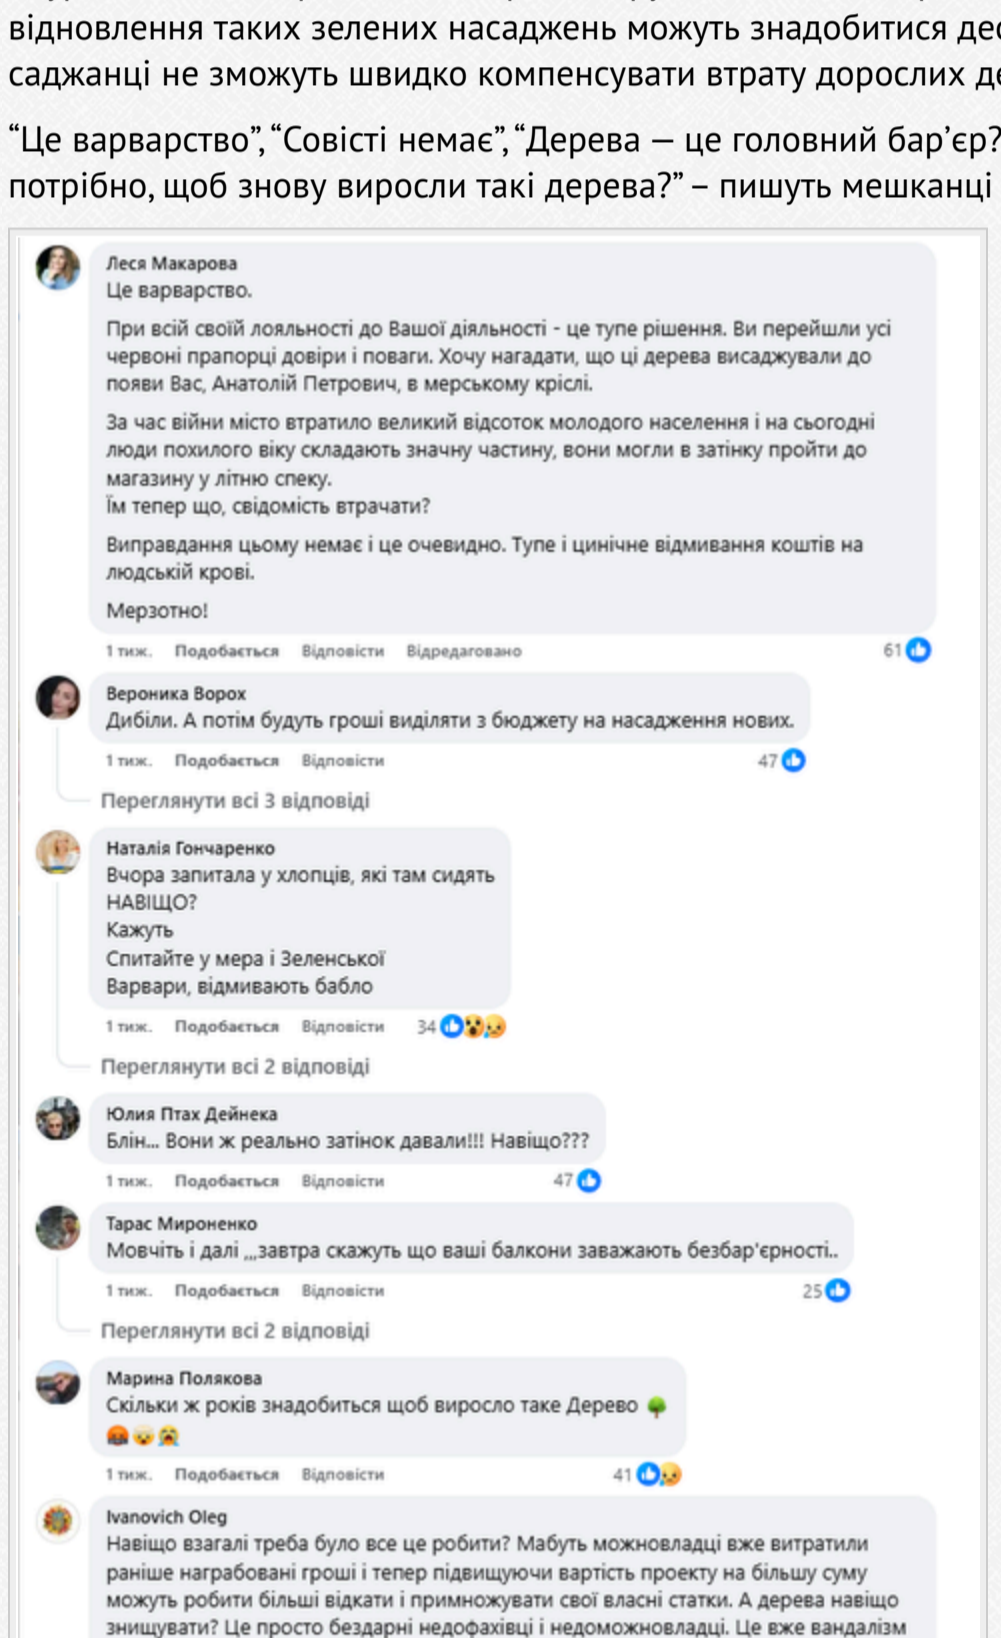 відновлення таких зелених насаджень можуть знадобитися
саджанці не зможуть швидко компенсувати втрату дорослих
“Це варварство”, “Совісті немає”, “Дерева — це головний бар’єр?
потрібно, щоб знову виросли такі дерева?” – пишуть мешканці
Леся Макарова
Це варварство.
При всій своїй лояльності до Вашої діяльності - це тупе рішення. Ви перейшли усі
червоні прапорці довіри і поваги. Хочу нагадати, що ці дерева висаджували до
появи Вас, Анатолій Петрович, в мерському кріслі.
За час війни місто втратило великий відсоток молодого населення і на сьогодні
люди похилого віку складають значну частину, вони могли в затінку пройти до
магазину у літню спеку.
Їм тепер що, свідомість втрачати?
Виправдання цьому немає і це очевидно. Тупе і цинічне відмивання коштів на
людській крові.
Мерзотно!
1 тиж. Подобається Відповісти Відредаговано 61
Вероника Ворох
Дибіли. А потім будуть гроші виділяти з бюджету на насадження нових.
1 тиж. Подобається Відповісти 47
Переглянути всі 3 відповіді
Наталія Гончаренко
Вчора запитала у хлопців, які там сидять
НАВІЩО?
Кажуть
Спитайте у мера і Зеленської
Варвари, відмивають бабло
1 тиж. Подобається Відповісти 34
Переглянути всі 2 відповіді
Юлия Птах Дейнека
Блін... Вони ж реально затінок давали!!! Навіщо???
1 тиж. Подобається Відповісти 47
Тарас Мироненко
Мовчіть і далі ,,,завтра скажуть що ваші балкони заважають безбар'єрності..
1 тиж. Подобається Відповісти 25
Переглянути всі 2 відповіді
Марина Полякова
Скільки ж років знадобиться щоб виросло таке Дерево 🌳
🤬🤯😭
1 тиж. Подобається Відповісти 41
Ivanovich Oleg
Навіщо взагалі треба було все це робити? Мабуть можновладці вже витратили
раніше награбовані гроші і тепер підвищуючи вартість проекту на більшу суму
можуть робити більші відкати і примножувати свої власні статки. А дерева навіщо
знищувати? Це просто бездарні недофахівці і недоможновладці. Це вже вандалізм